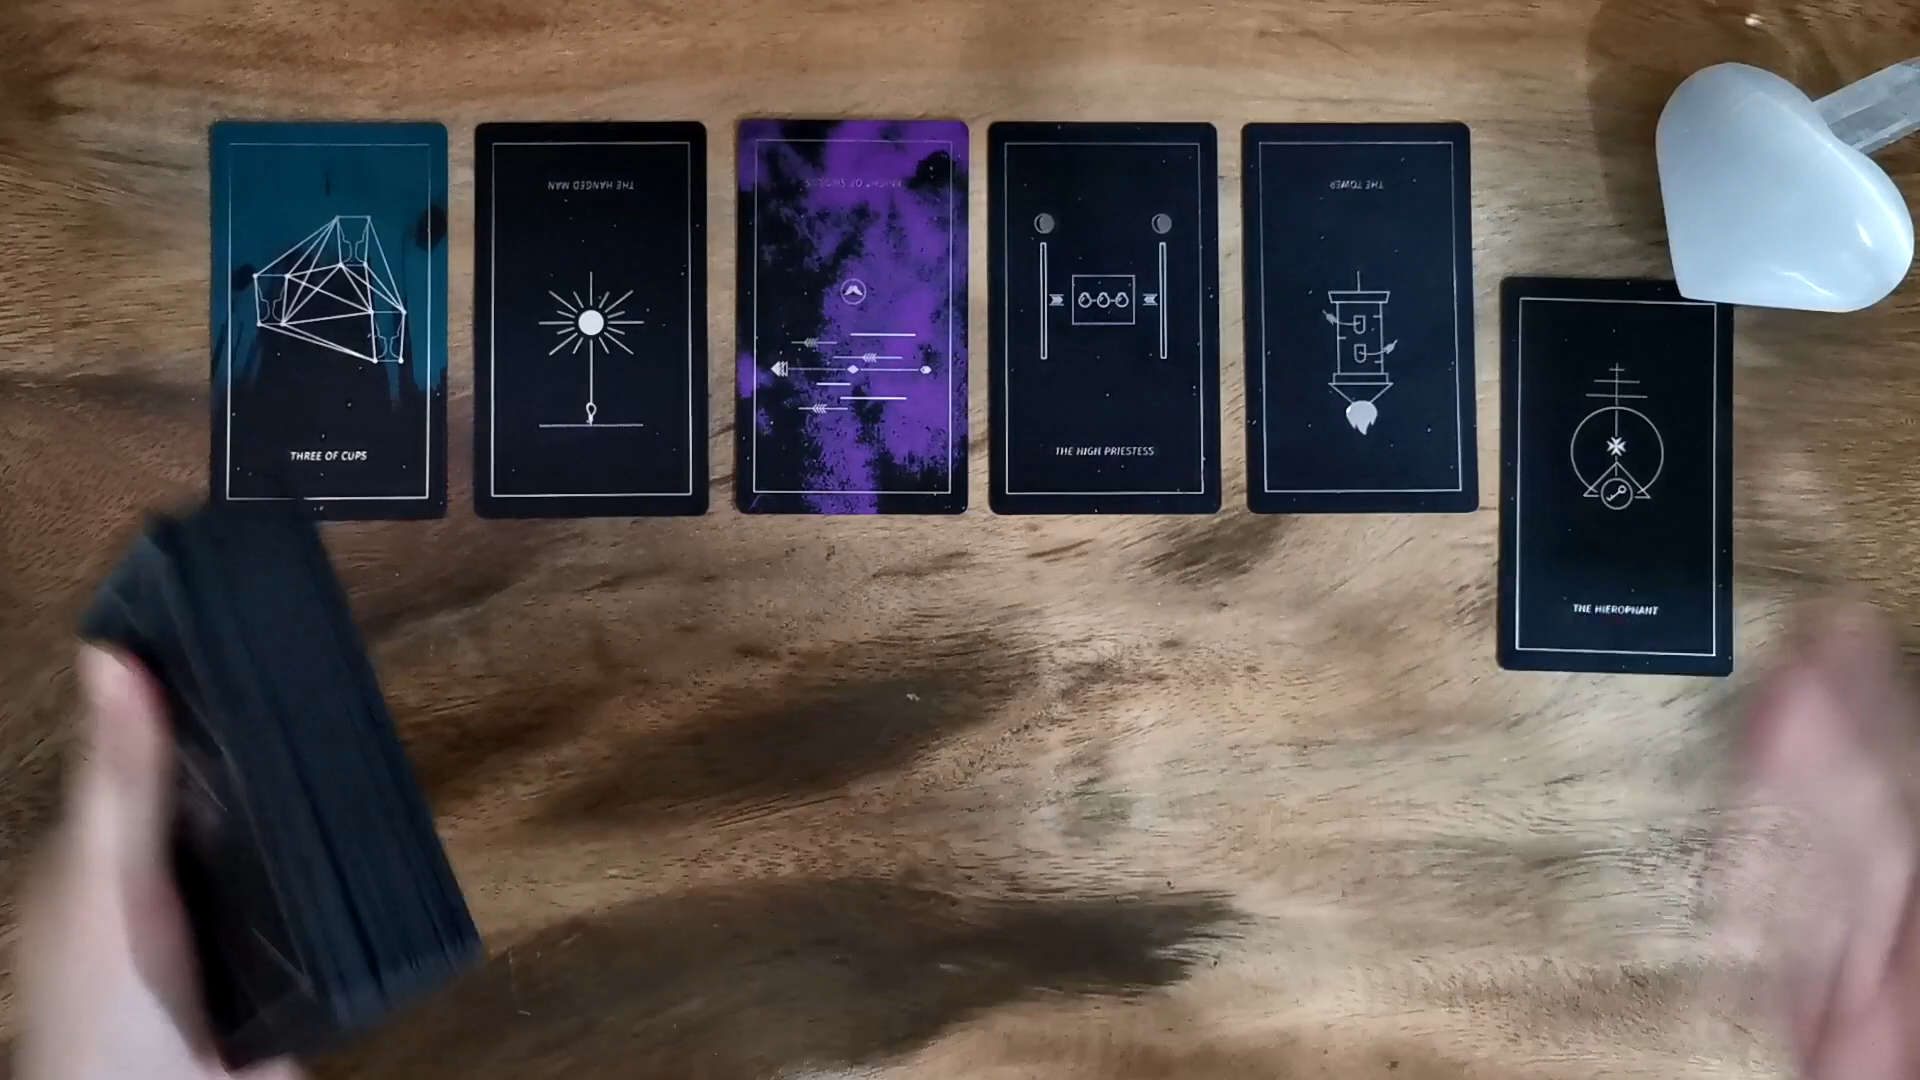 THREE OF CUPS
THE HANGED MAN
KNIGHT OF SWORDS
THE HIGH PRIESTESS
THE TOWER
THE HIEROPHANT